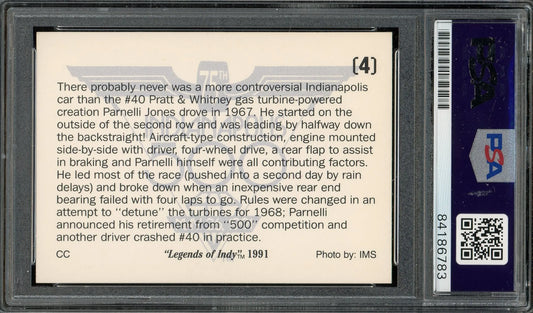 (4)
75TH
There probably never was a more controversial Indianapolis
car than the #40 Pratt & Whitney gas turbine-powered
creation Parnelli Jones drove in 1967. He started on the
outside of the second row and was leading by halfway down
the backstraight! Aircraft-type construction, engine mounted
side-by-side with driver, four-wheel drive, a rear flap to assist
in braking and Parnelli himself were all contributing factors.
He led most of the race (pushed to a second day by rain
delays) and broke when an inexpensive rear end
bearing failed with four laps to go. Rules were changed in an
attempt to "detune" the turbines for 1968; Parnelli
announced his retirement from "500" competition and
another driver crashed #40 in practice.
CC "Legends of Indy"™ 1991 Photo by: IMS
PSA
PSA
84186783